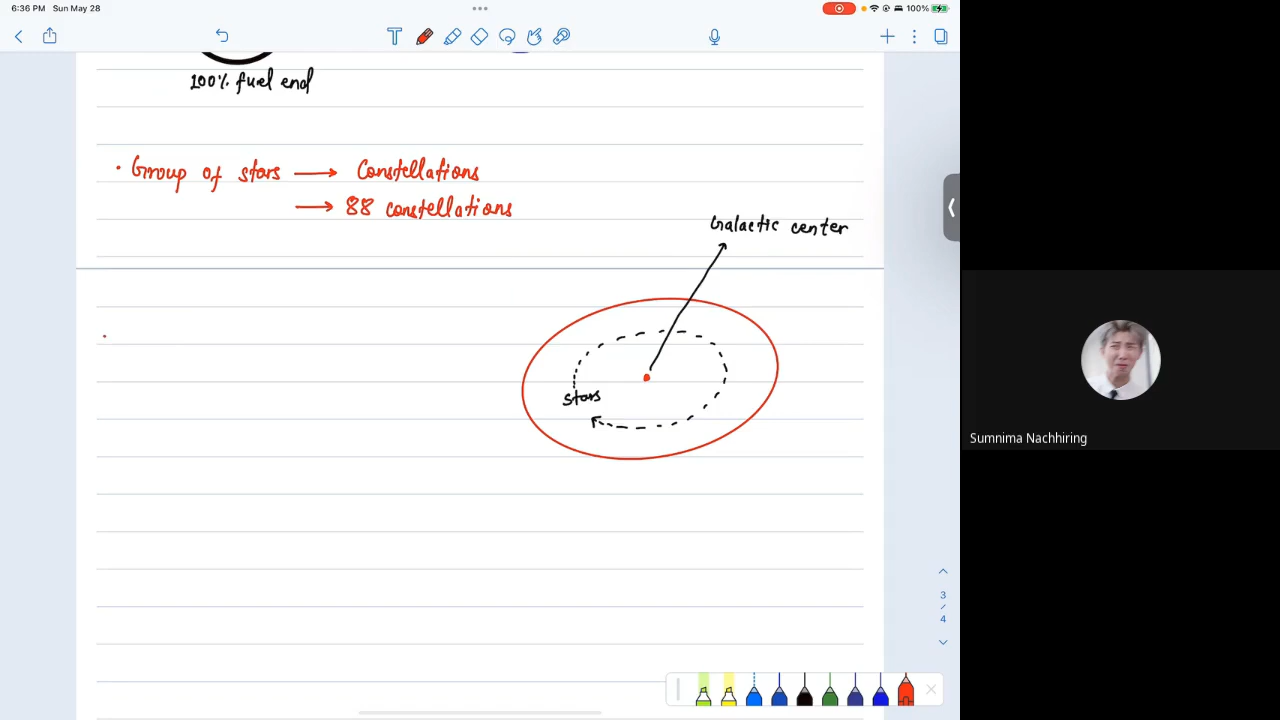 6:36 PM Sun May 28
100%
100% fuel end
· Group of stars → Constellations
→ 88 constellations
Galactic center
stars
Sumnima Nachhiring
3
/
4